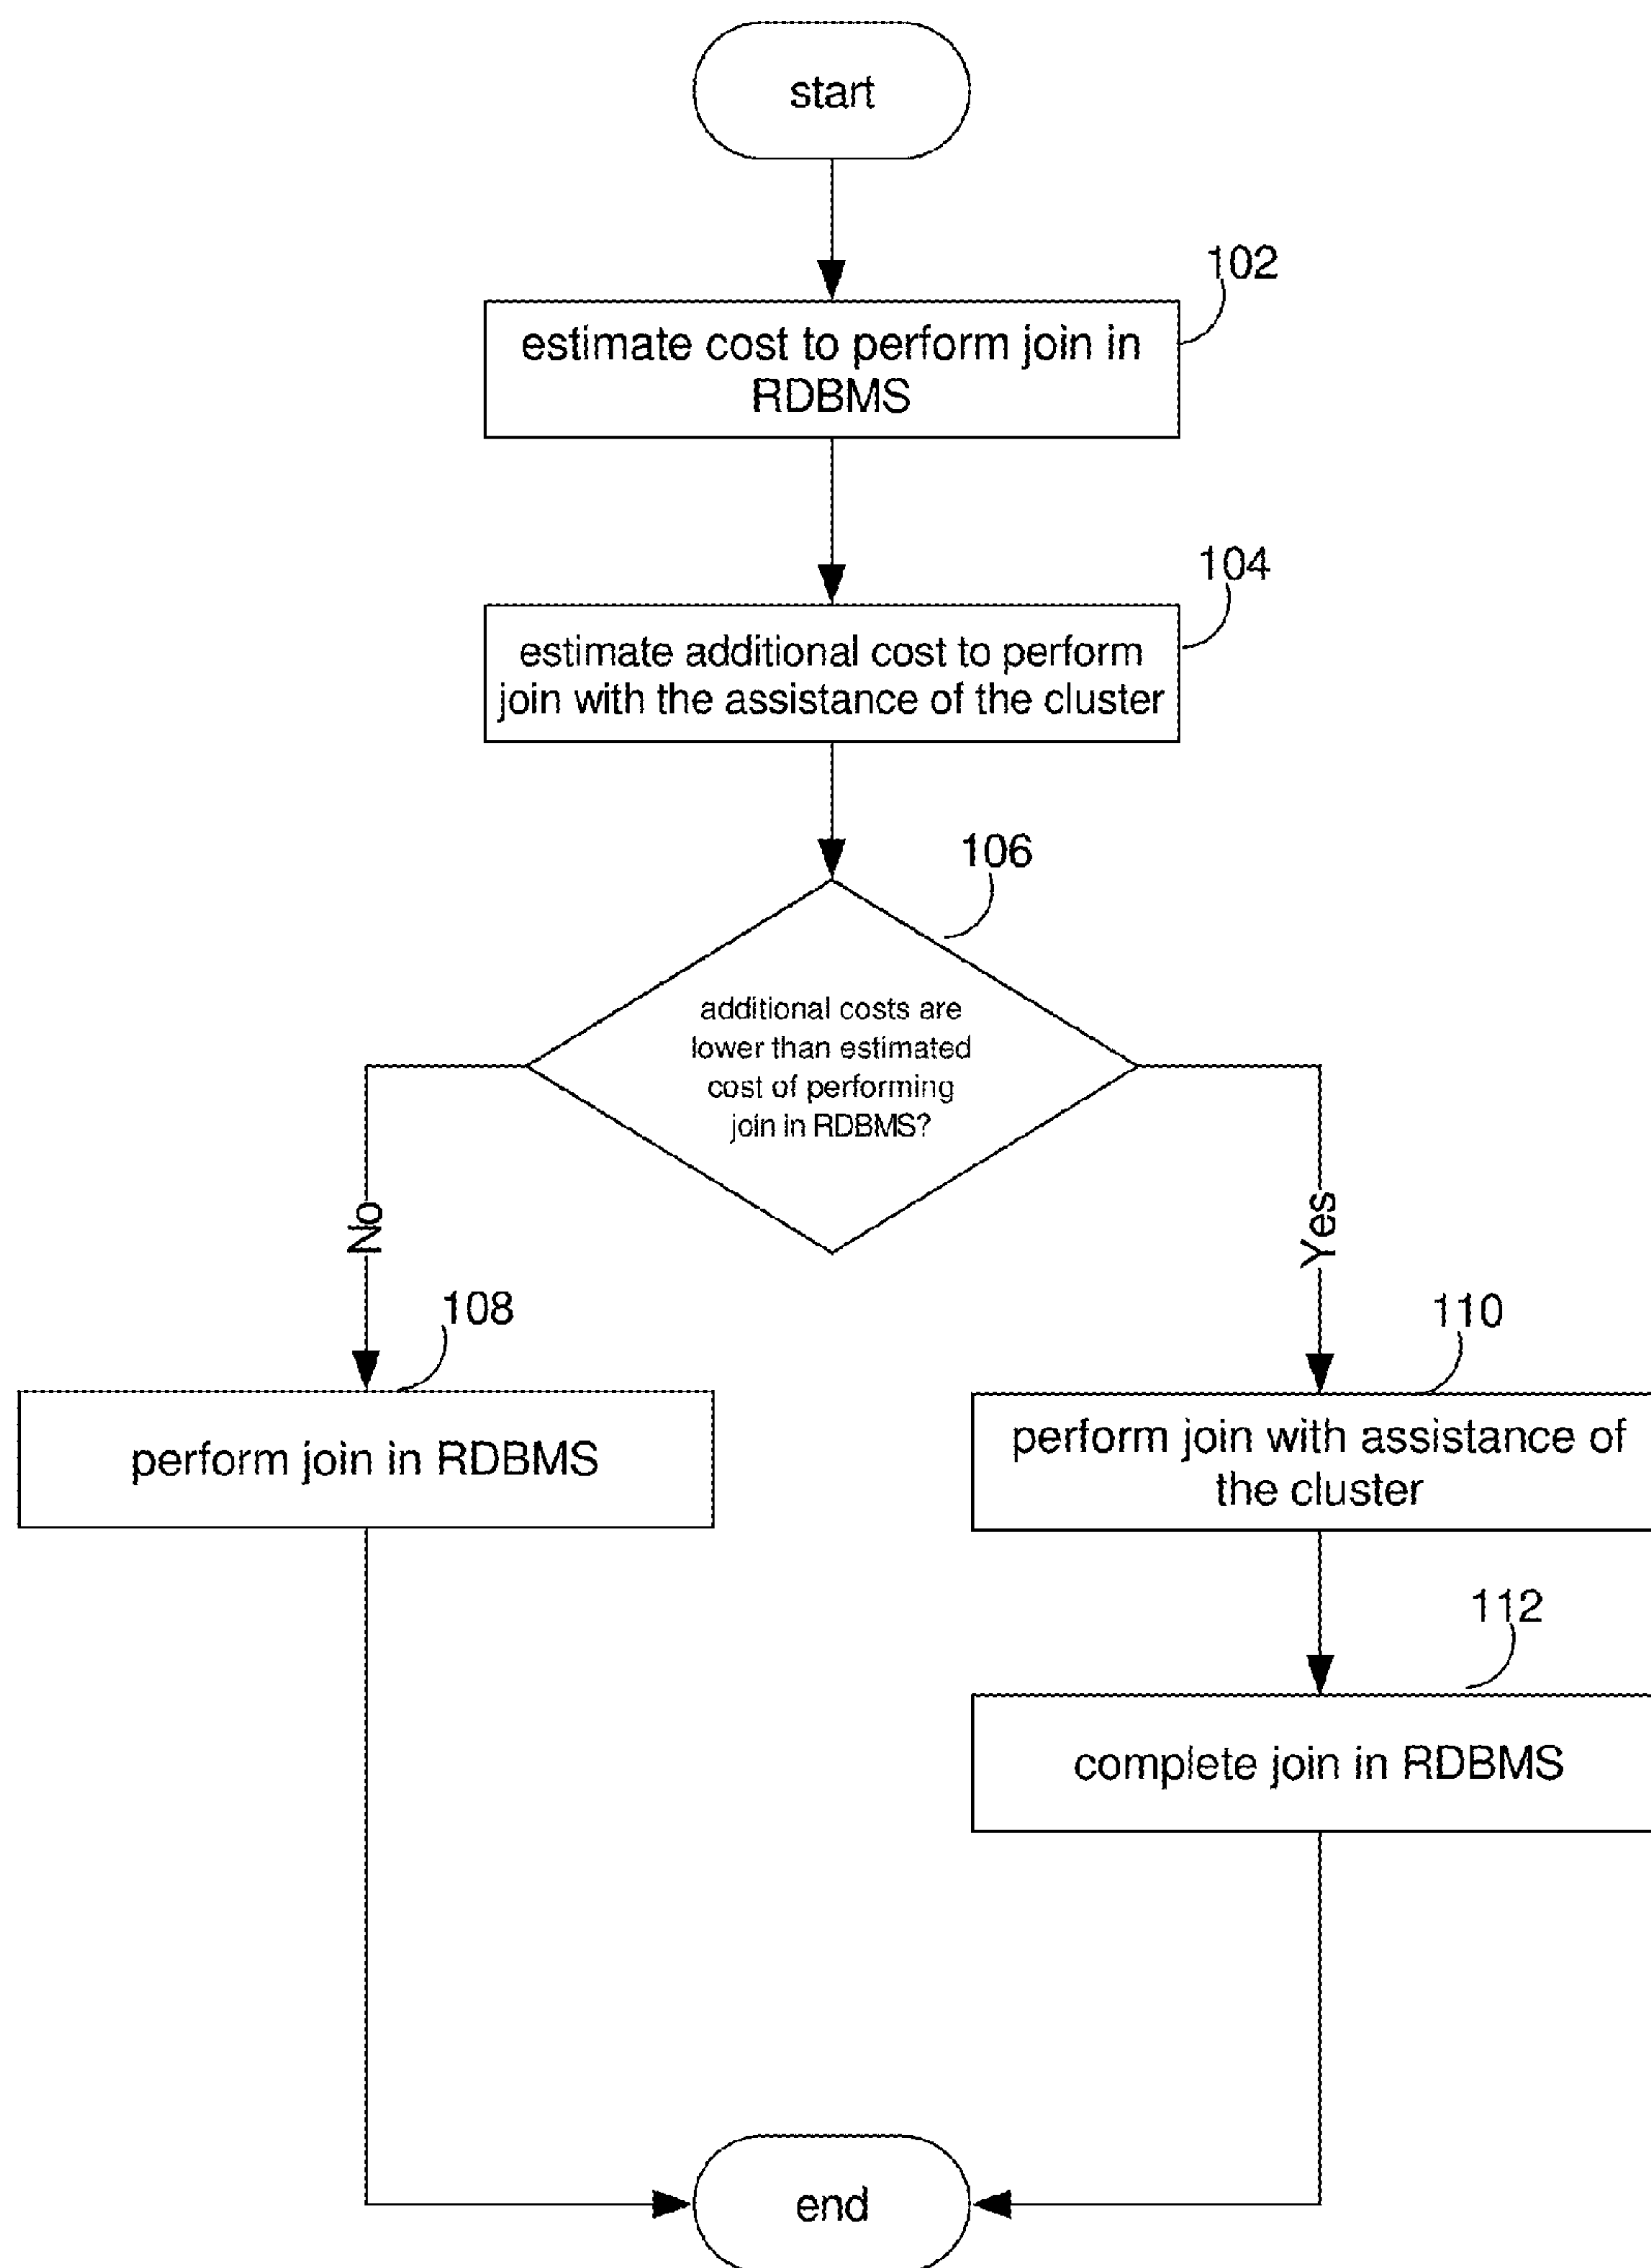 start
102
estimate cost to perform join in
RDBMS
104
estimate additional cost to perform
join with the assistance of the cluster
106
additional costs are
lower than estimated
cost of performing
join in RDBMS?
No
Yes
108
perform join in RDBMS
110
perform join with assistance of
the cluster
112
complete join in RDBMS
end